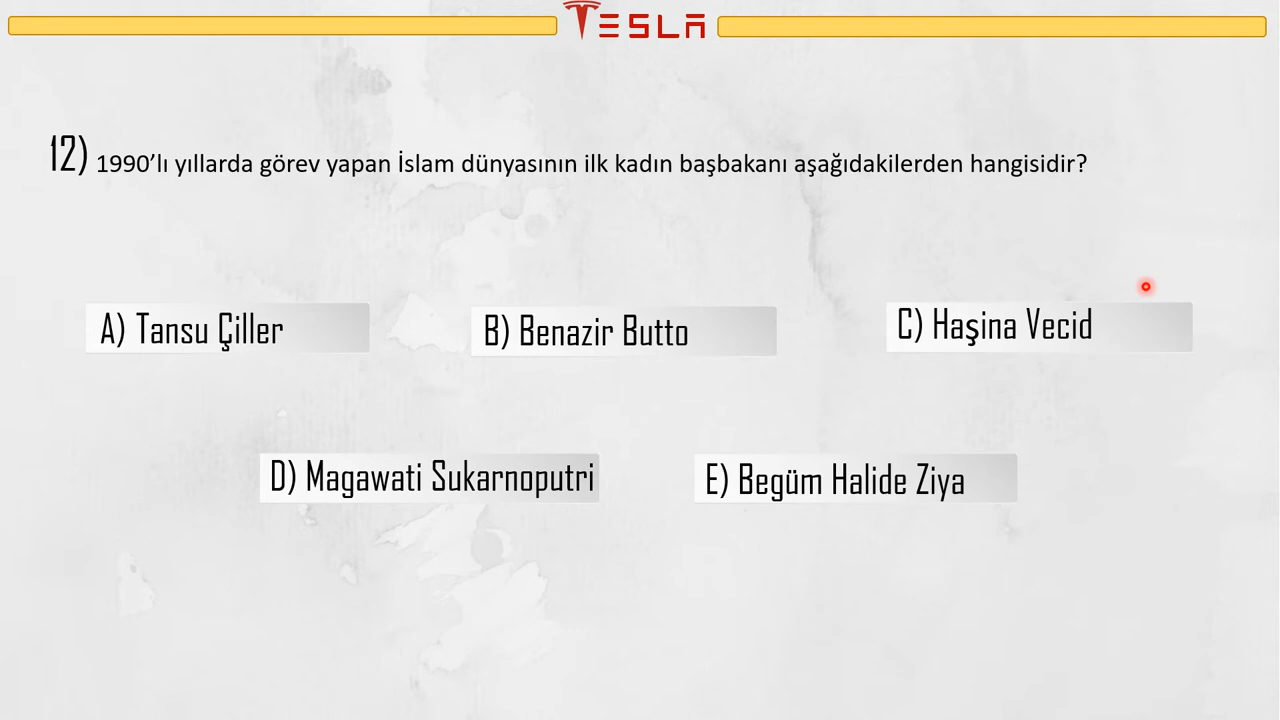 TESLA
12) 1990’lı yıllarda görev yapan İslam dünyasının ilk kadın başbakanı aşağıdakilerden hangisidir?
A) Tansu Çiller
B) Benazir Butto
C) Haşina Vecid
D) Magawati Sukarnoputri
E) Begüm Halide Ziya